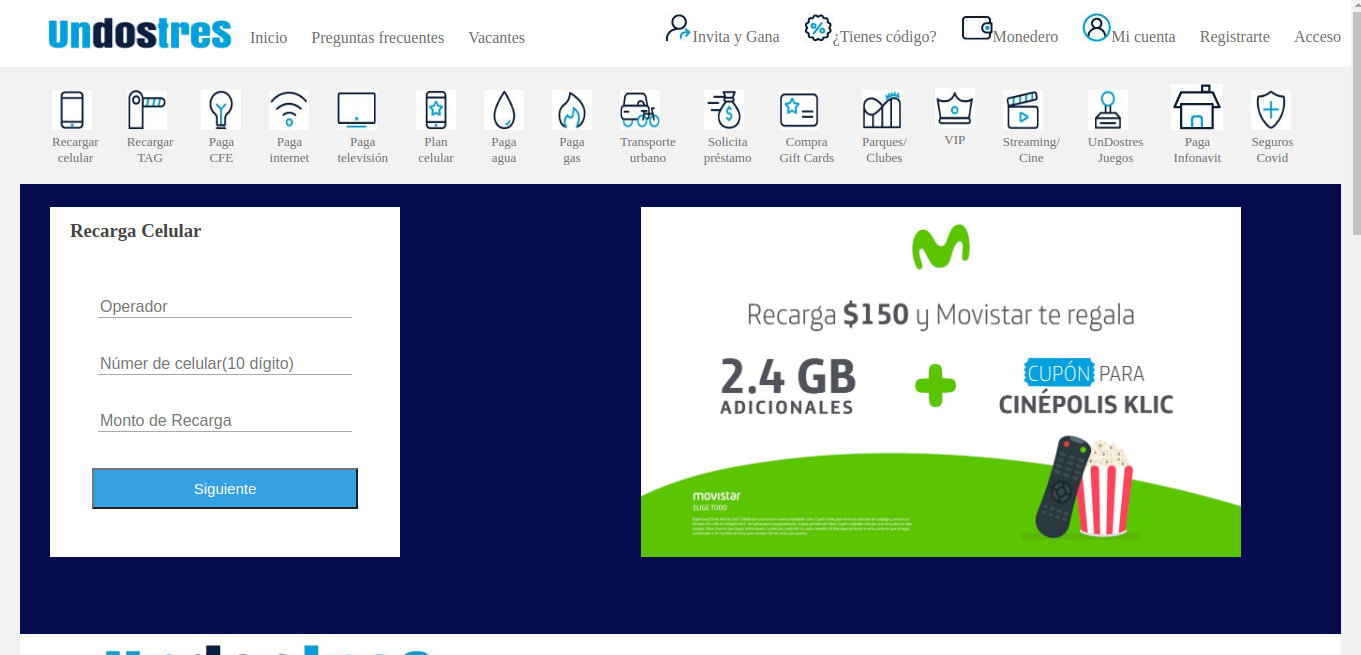 undostres Inicio Preguntas frecuentes Vacantes Invita y Gana ¿Tienes código? Monedero Mi cuenta Registrarte Acceso
Recargar Recargar Paga Paga Paga Plan Paga Paga Transporte Solicita Compra Parques/ VIP Streaming/ UnDostres Paga Seguros
celular TAG CFE internet televisión celular agua gas urbano préstamo Gift Cards Clubes Cine Juegos Infonavit Covid
Recarga Celular
Operador
Númer de celular(10 dígito)
Monto de Recarga
Siguiente
Recarga $150 y Movistar te regala
2.4 GB
ADICIONALES
CUPÓN PARA
CINÉPOLIS KLIC
movistar
ELIGE TODO